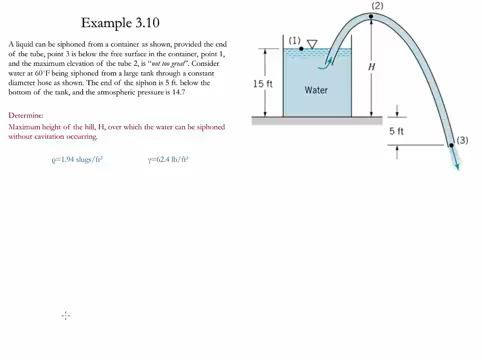 Example 3.10
A liquid can be siphoned from a container as shown, provided the end
of the tube, point 3 is below the free surface in the container, point 1,
and the maximum elevation of the tube 2, is "not too great". Consider
water at 60°F being siphoned from a large tank through a constant
diameter hose as shown. The end of the siphon is 5 ft. below the
bottom of the tank, and the atmospheric pressure is 14.7
Determine:
Maximum height of the hill, H, over which the water can be siphoned
without cavitation occurring.
ρ=1.94 slugs/ft³ γ=62.4 lb/ft³
(2)
(1)
H
15 ft
Water
5 ft
(3)